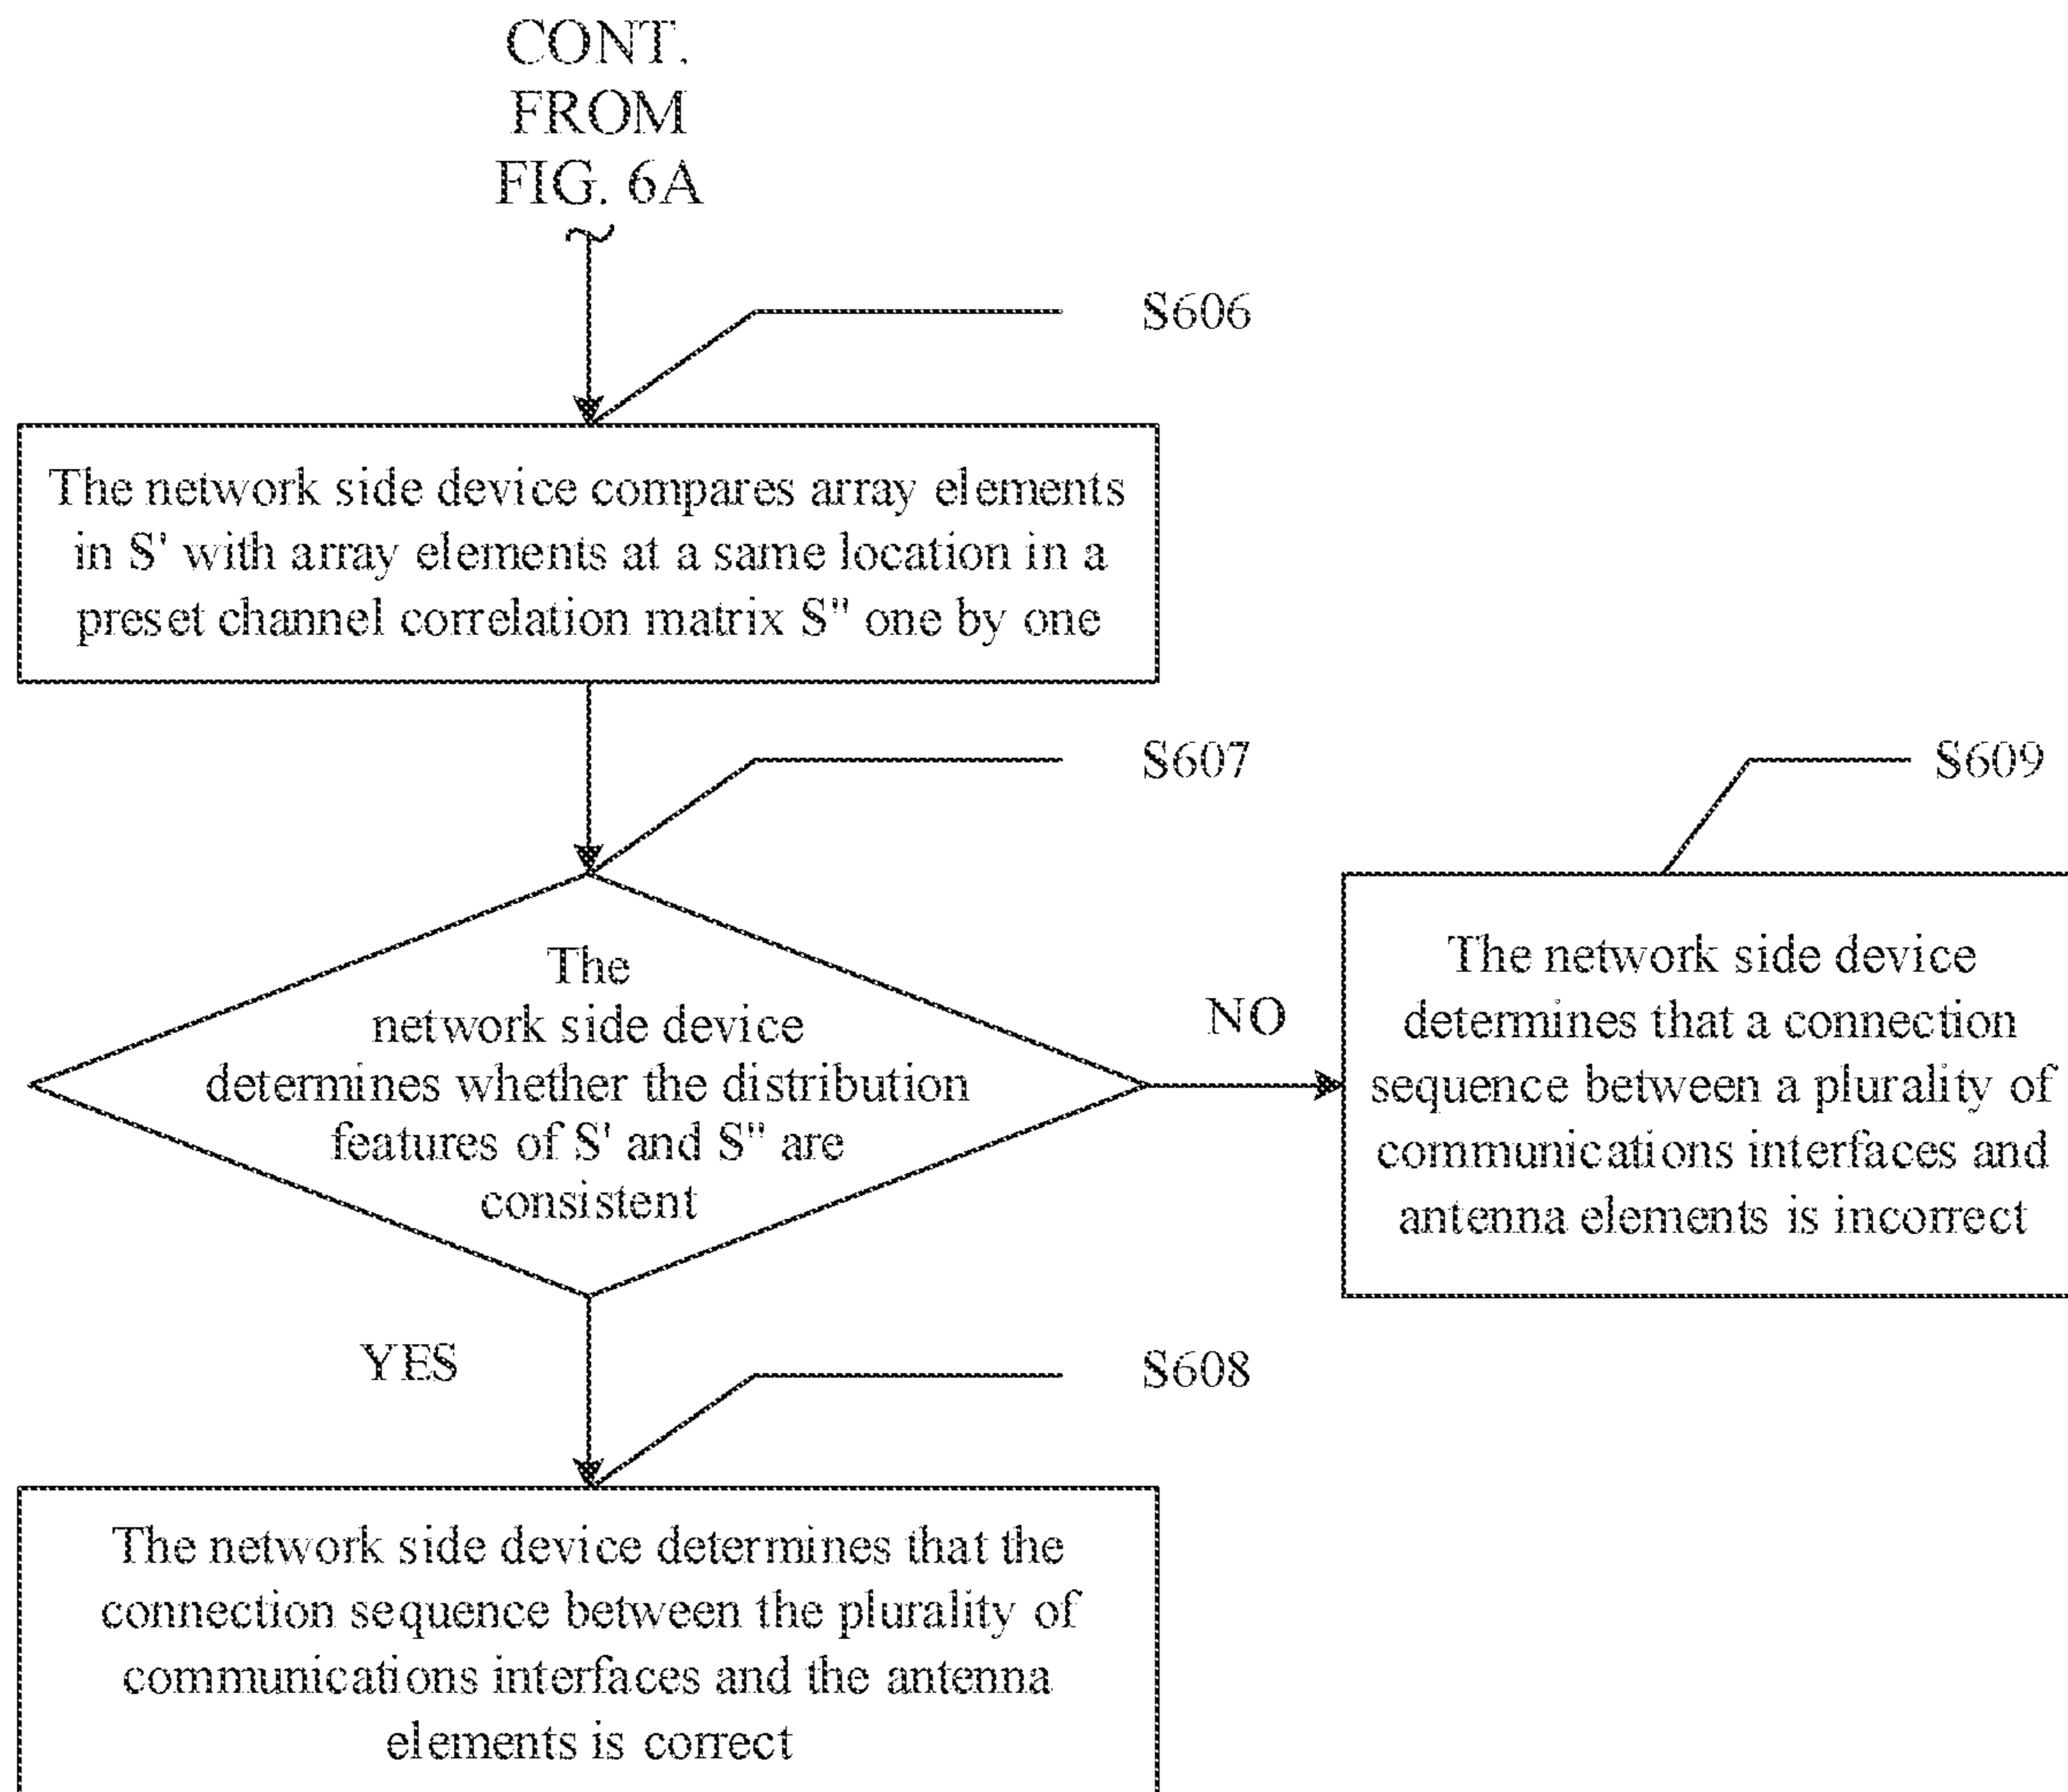 CONT.
FROM
FIG. 6A
S606
The network side device compares array elements
in S' with array elements at a same location in a
preset channel correlation matrix S" one by one
S607
The
network side device
determines whether the distribution
features of S' and S" are
consistent
NO
S609
The network side device
determines that a connection
sequence between a plurality of
communications interfaces and
antenna elements is incorrect
YES
S608
The network side device determines that the
connection sequence between the plurality of
communications interfaces and the antenna
elements is correct